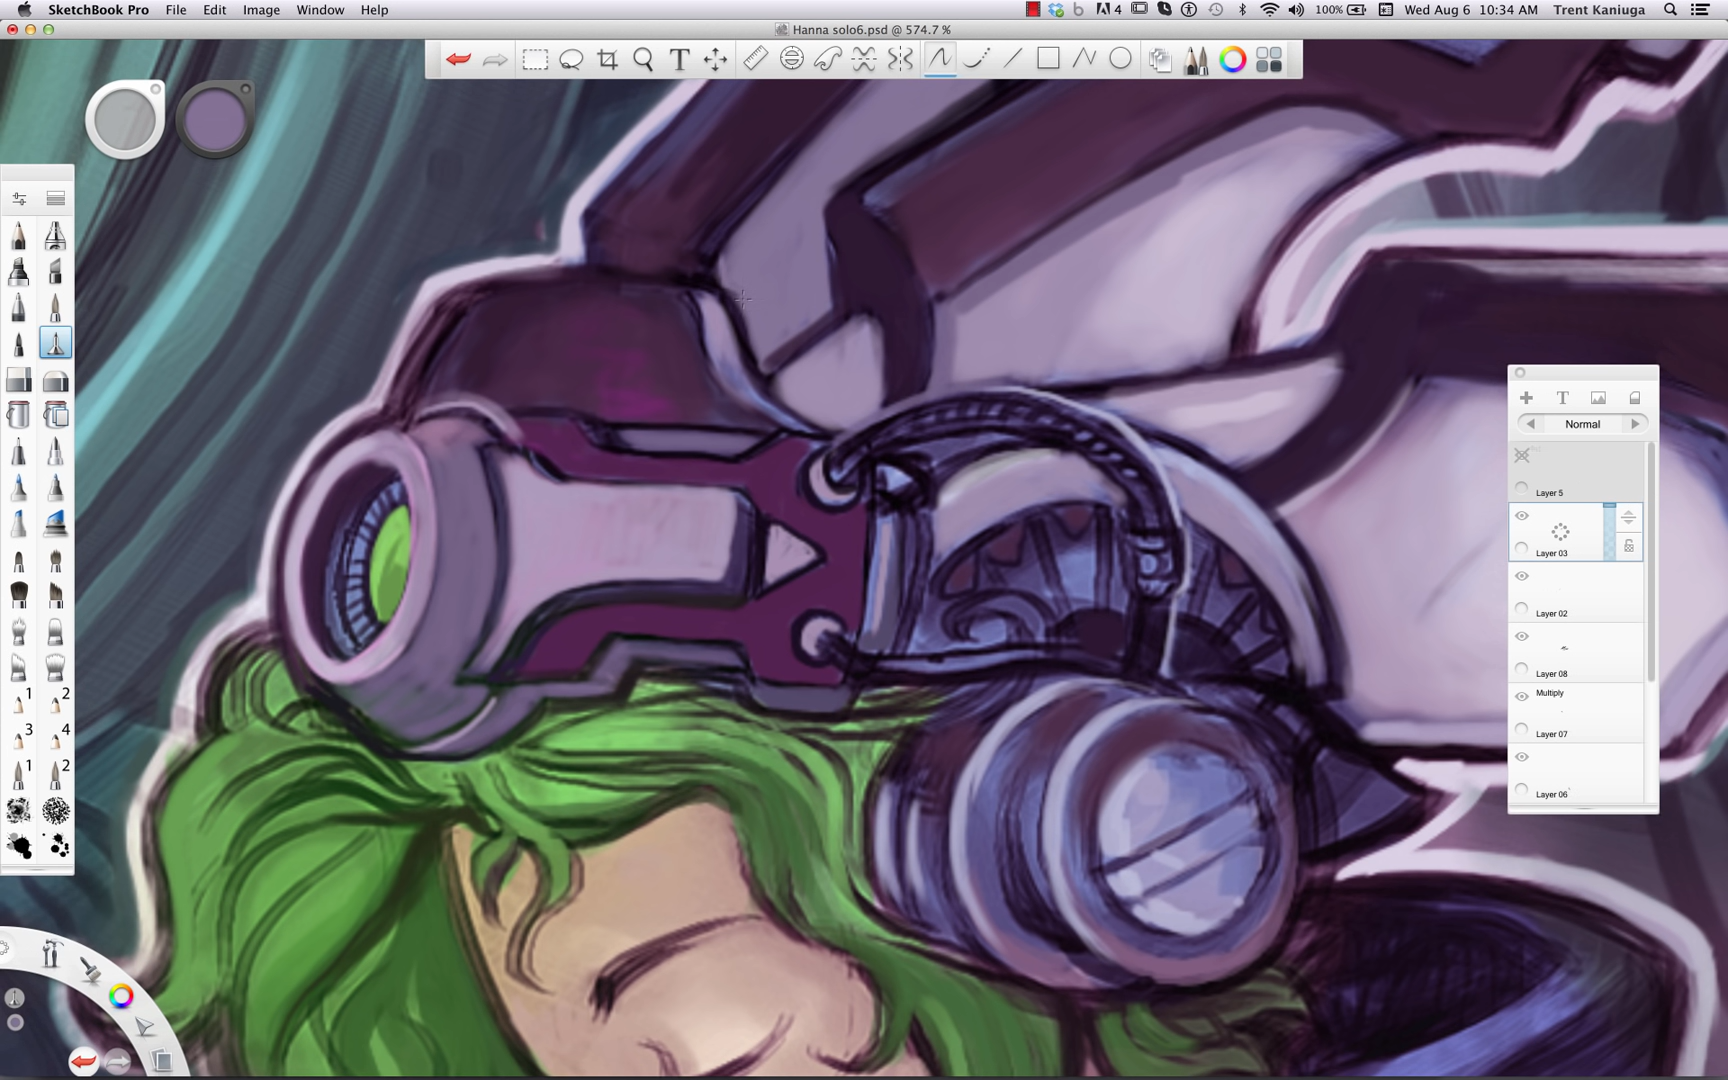 SketchBook Pro File Edit Image Window Help 4 100% Wed Aug 6 10:34 AM Trent Kaniuga
Hanna solo6.psd @ 574.7 %
T
T
Normal
Layer 5
Layer 03
Layer 02
Layer 08
Multiply
Layer 07
Layer 06
1 2
3 4
1 2